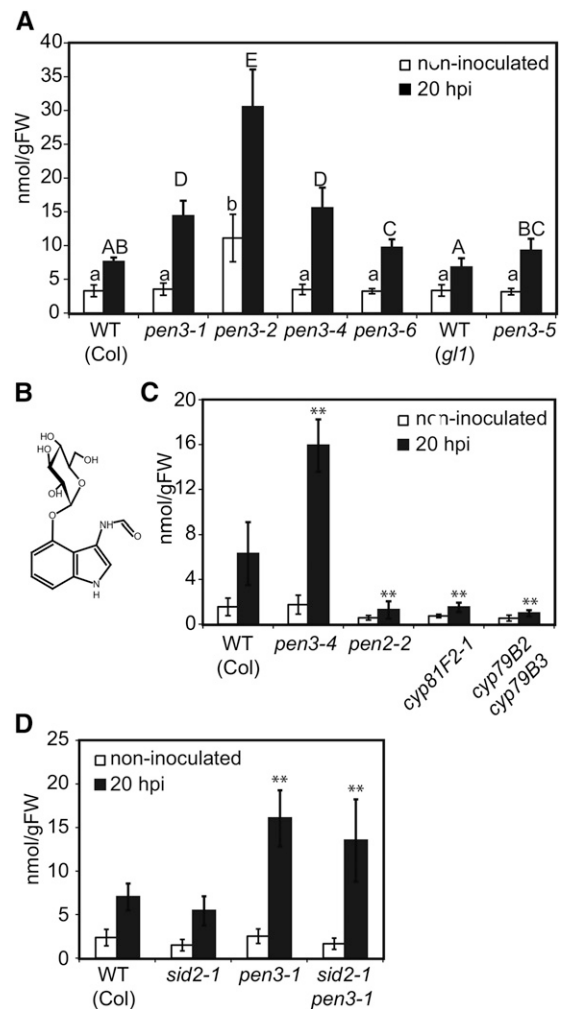 A
40
35
30
25
20
15
10
5
0
nmol/gFW
non-inoculated
20 hpi
a AB a D b E a D a C a A a BC
WT (Col) pen3-1 pen3-2 pen3-4 pen3-6 WT (gl1) pen3-5
B
HO
HO
HO
OH
OH
O
O
NH
O
N
H
C
20
16
12
8
4
0
nmol/gFW
non-inoculated
20 hpi
** ** ** **
WT (Col) pen3-4 pen2-2 cyp81F2-1 cyp79B2 cyp79B3
D
25
20
15
10
5
0
nmol/gFW
non-inoculated
20 hpi
** **
WT (Col) sid2-1 pen3-1 sid2-1 pen3-1